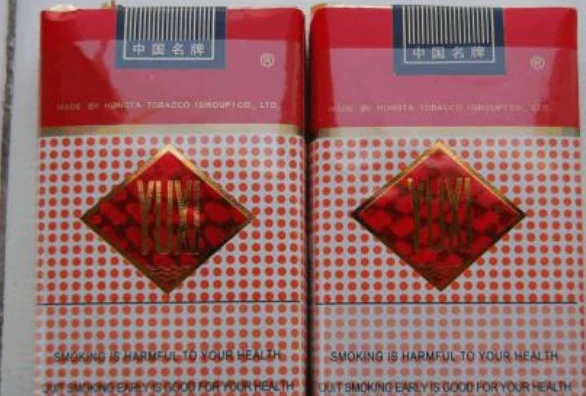 中国名牌
®
MADE BY HONGTA TOBACCO (GROUP) CO., LTD.
YUXI
SMOKING IS HARMFUL TO YOUR HEALTH
QUIT SMOKING EARLY IS GOOD FOR YOUR HEALTH
中国名牌
®
MADE BY HONGTA TOBACCO (GROUP) CO., LTD.
YUXI
SMOKING IS HARMFUL TO YOUR HEALTH
QUIT SMOKING EARLY IS GOOD FOR YOUR HEALTH